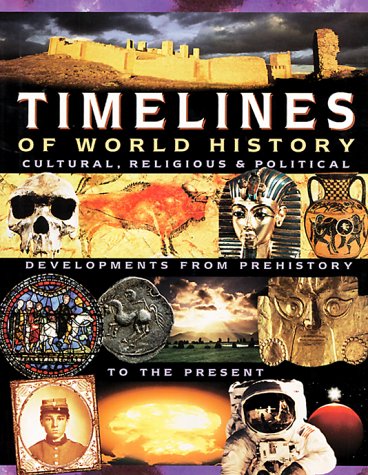 TIMELINES
OF WORLD HISTORY
CULTURAL, RELIGIOUS & POLITICAL
DEVELOPMENTS FROM PREHISTORY
TO THE PRESENT